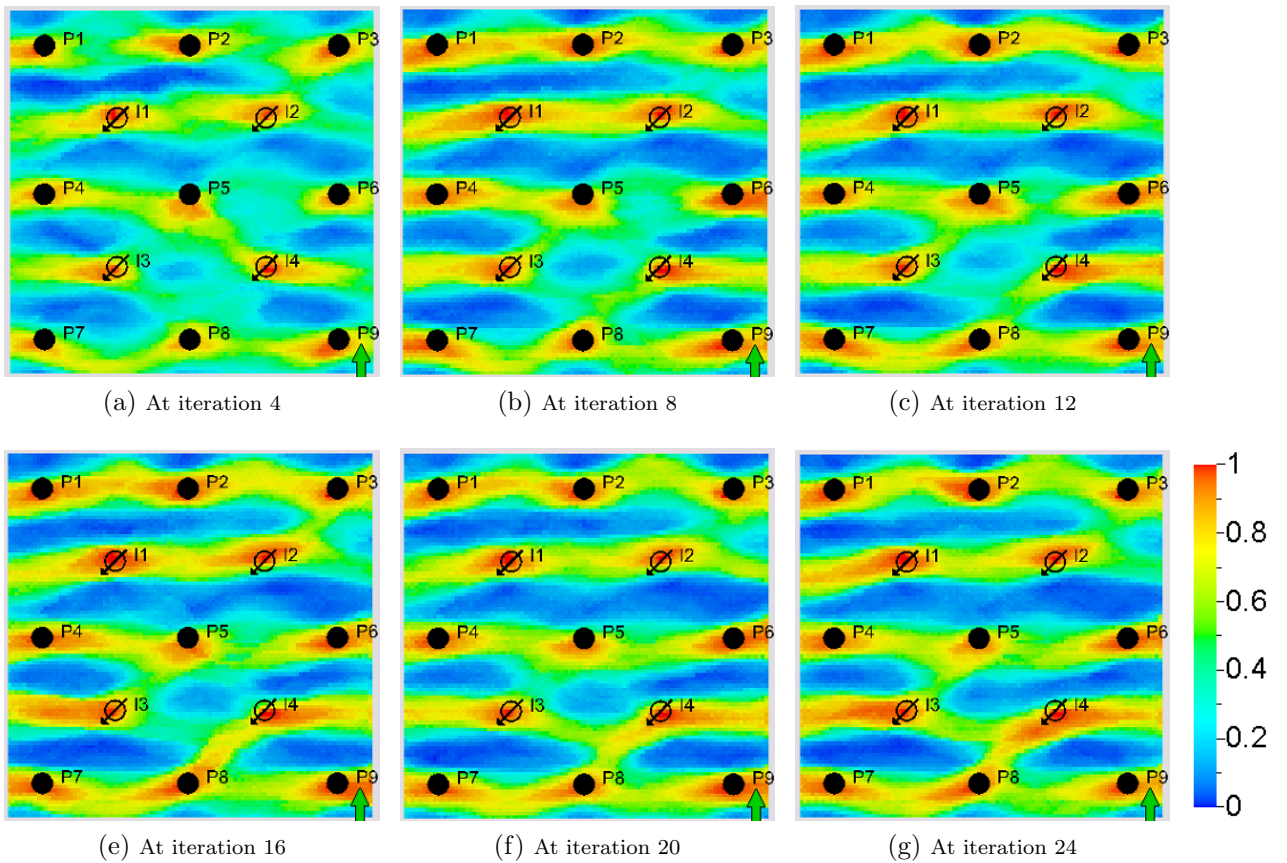 P1 P2 P3
I1 I2
P4 P5 P6
I3 I4
P7 P8 P9
P1 P2 P3
I1 I2
P4 P5 P6
I3 I4
P7 P8 P9
P1 P2 P3
I1 I2
P4 P5 P6
I3 I4
P7 P8 P9
(a) At iteration 4
(b) At iteration 8
(c) At iteration 12
P1 P2 P3
I1 I2
P4 P5 P6
I3 I4
P7 P8 P9
P1 P2 P3
I1 I2
P4 P5 P6
I3 I4
P7 P8 P9
P1 P2 P3
I1 I2
P4 P5 P6
I3 I4
P7 P8 P9
1
0.8
0.6
0.4
0.2
0
(e) At iteration 16
(f) At iteration 20
(g) At iteration 24